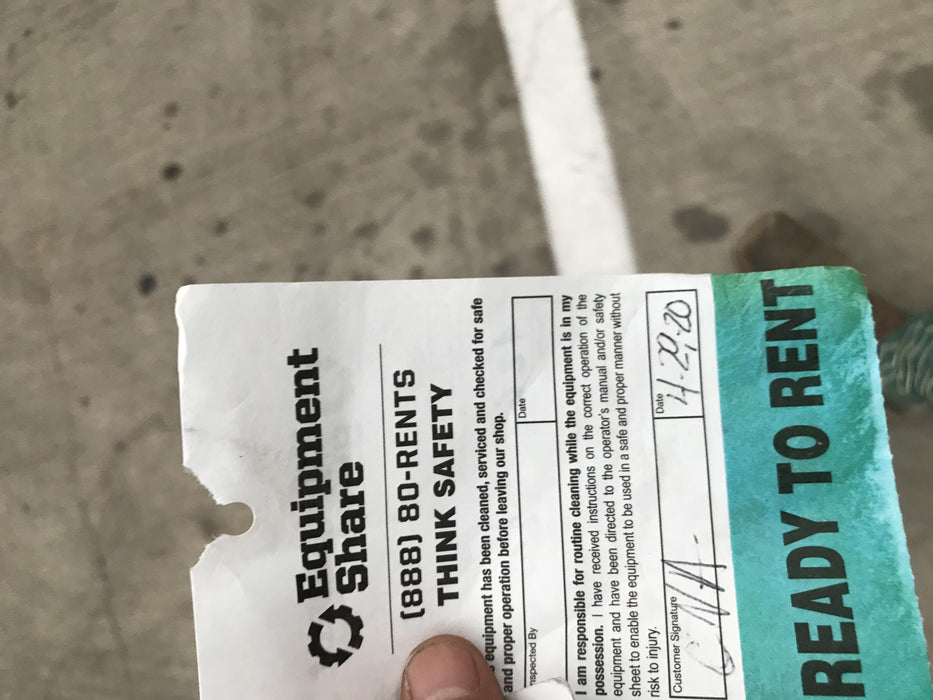 Equipment
Share
(888) 80-RENTS
THINK SAFETY
equipment has been cleaned, serviced and checked for safe
and proper operation before leaving our shop.
nspected By
Date
I am responsible for routine cleaning while the equipment is in my
possession. I have received instructions on the correct operation of the
equipment and have been directed to the operator's manual and/or safety
sheet to enable the equipment to be used in a safe and proper manner without
risk to injury.
Customer Signature
Date
4-29-20
READY TO RENT